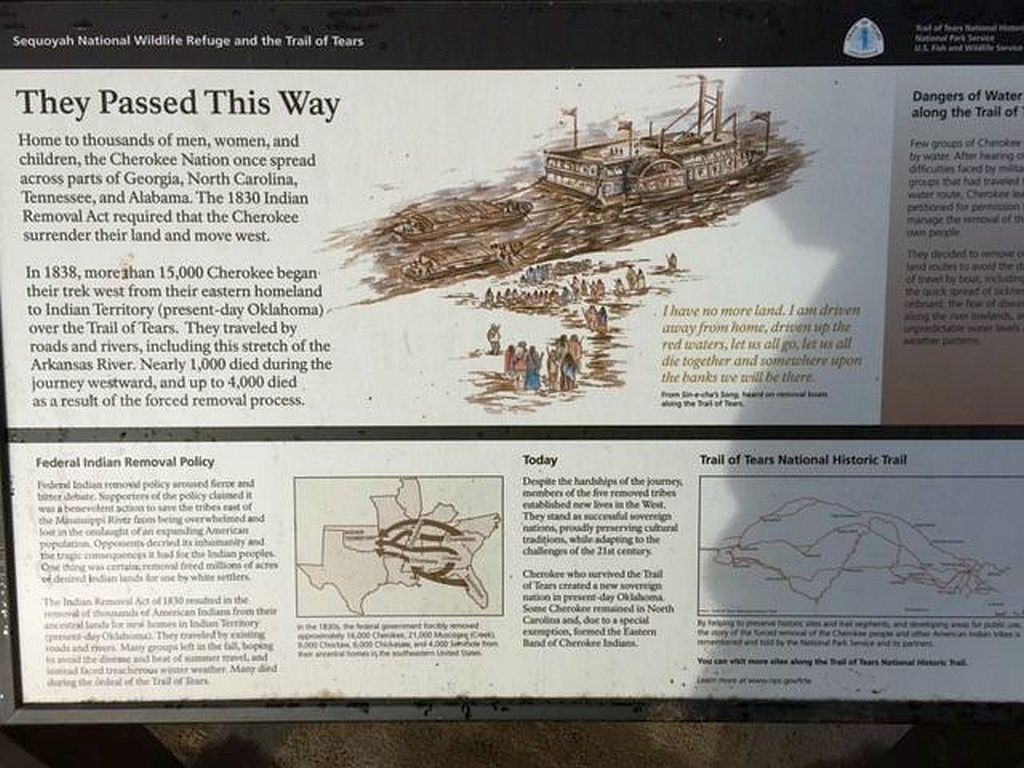 Sequoyah National Wildlife Refuge and the Trail of Tears
Trail of Tears National Histor
National Park Service
U.S. Fish and Wildlife Service
They Passed This Way
Home to thousands of men, women, and
children, the Cherokee Nation once spread
across parts of Georgia, North Carolina,
Tennessee, and Alabama. The 1830 Indian
Removal Act required that the Cherokee
surrender their land and move west.
In 1838, more than 15,000 Cherokee began
their trek west from their eastern homeland
to Indian Territory (present-day Oklahoma)
over the Trail of Tears. They traveled by
roads and rivers, including this stretch of the
Arkansas River. Nearly 1,000 died during the
journey westward, and up to 4,000 died
as a result of the forced removal process.
I have no more land. I am driven
away from home, driven up the
red waters, let us all go, let us all
die together and somewhere upon
the banks we will be there.
From Sin-e-cha's Song, heard on removal boats
along the Trail of Tears.
Dangers of Water
along the Trail of
Few groups of Cherokee
by water. After hearing of
difficulties faced by milita
groups that had traveled
water route, Cherokee lea
petitioned for permission
manage the removal of the
own people.
They decided to remove
land routes to avoid the
of travel by boat, including
the quick spread of sickness
onboard, the fear of disease
along the river lowlands, a
unpredictable water levels
weather patterns.
Federal Indian Removal Policy
Federal Indian removal policy aroused fierce and
bitter debate. Supporters of the policy claimed it
was a benevolent action to save the tribes east of
the Mississippi River from being overwhelmed and
lost in the onslaught of an expanding American
population. Opponents decried its inhumanity and
the tragic consequences it had for the Indian peoples.
One thing was certain; removal freed millions of acres
of desired Indian lands for use by white settlers.
The Indian Removal Act of 1830 resulted in the
removal of thousands of American Indians from their
ancestral lands for new homes in Indian Territory
(present-day Oklahoma). They traveled by existing
roads and rivers. Many groups left in the fall, hoping
to avoid the disease and heat of summer travel, and
instead faced treacherous winter weather. Many died
during the ordeal of the Trail of Tears.
In the 1830s, the federal government forcibly removed
approximately 16,000 Cherokee, 21,000 Muscogee (Creek),
9,000 Choctaw, 6,000 Chickasaw, and 4,000 Seminole from
their ancestral homes in the southeastern United States.
Today
Despite the hardships of the journey,
members of the five removed tribes
established new lives in the West.
They stand as successful sovereign
nations, proudly preserving cultural
traditions, while adapting to the
challenges of the 21st century.
Cherokee who survived the Trail
of Tears created a new sovereign
nation in present-day Oklahoma.
Some Cherokee remained in North
Carolina and, due to a special
exemption, formed the Eastern
Band of Cherokee Indians.
Trail of Tears National Historic Trail
By helping to preserve historic sites and trail segments, and developing areas for public use,
the story of the forced removal of the Cherokee people and other American Indian tribes is
remembered and told by the National Park Service and its partners.
You can visit more sites along the Trail of Tears National Historic Trail.
Learn more at www.nps.gov/trte